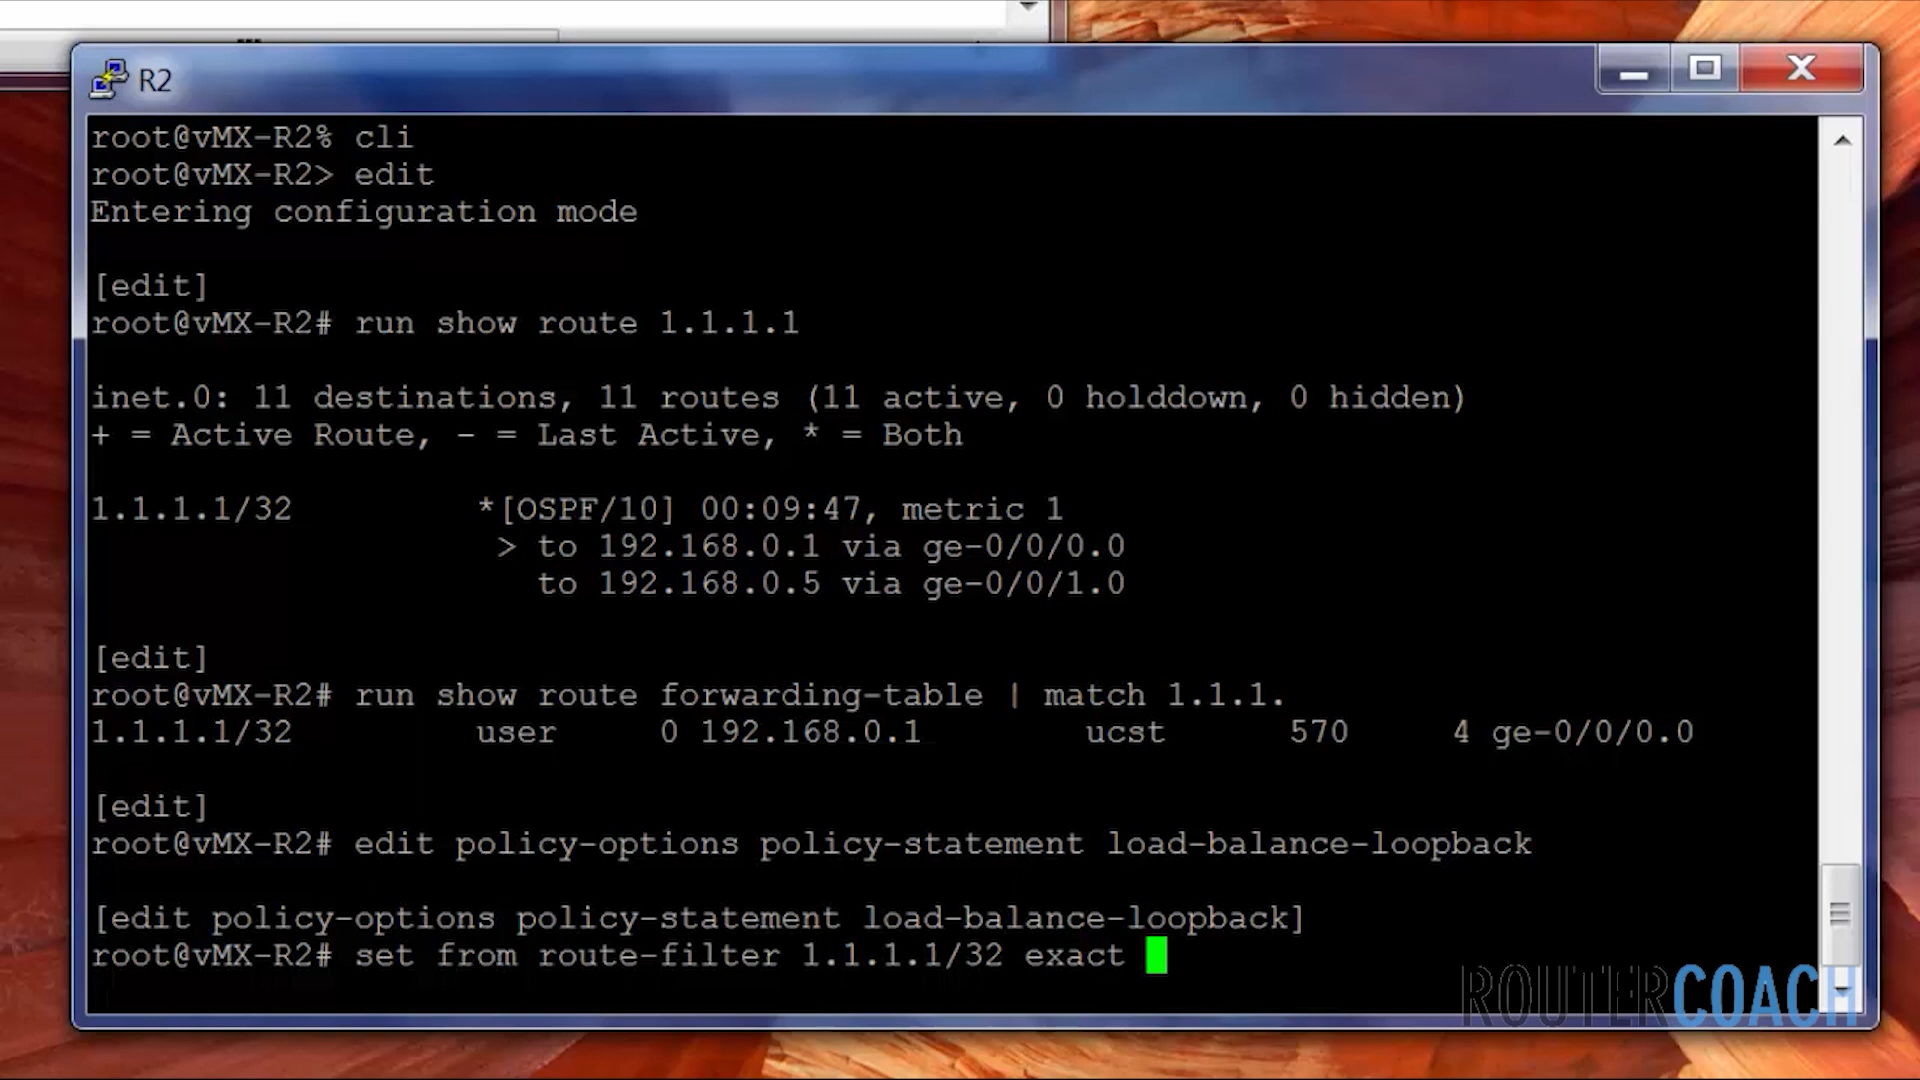 R2
root@vMX-R2% cli
root@vMX-R2> edit
Entering configuration mode
[edit]
root@vMX-R2# run show route 1.1.1.1
inet.0: 11 destinations, 11 routes (11 active, 0 holddown, 0 hidden)
+ = Active Route, - = Last Active, * = Both
1.1.1.1/32 *[OSPF/10] 00:09:47, metric 1
> to 192.168.0.1 via ge-0/0/0.0
to 192.168.0.5 via ge-0/0/1.0
[edit]
root@vMX-R2# run show route forwarding-table | match 1.1.1.
1.1.1.1/32 user 0 192.168.0.1 ucst 570 4 ge-0/0/0.0
[edit]
root@vMX-R2# edit policy-options policy-statement load-balance-loopback
[edit policy-options policy-statement load-balance-loopback]
root@vMX-R2# set from route-filter 1.1.1.1/32 exact
ROUTERCOACH